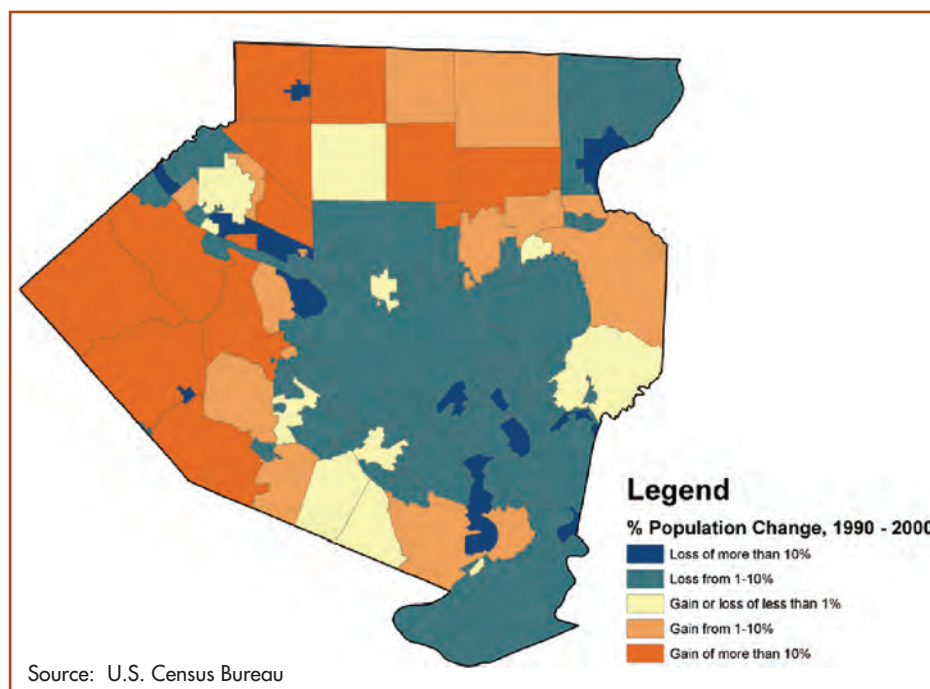 Legend
% Population Change, 1990 - 2000
Loss of more than 10%
Loss from 1-10%
Gain or loss of less than 1%
Gain from 1-10%
Gain of more than 10%
Source: U.S. Census Bureau